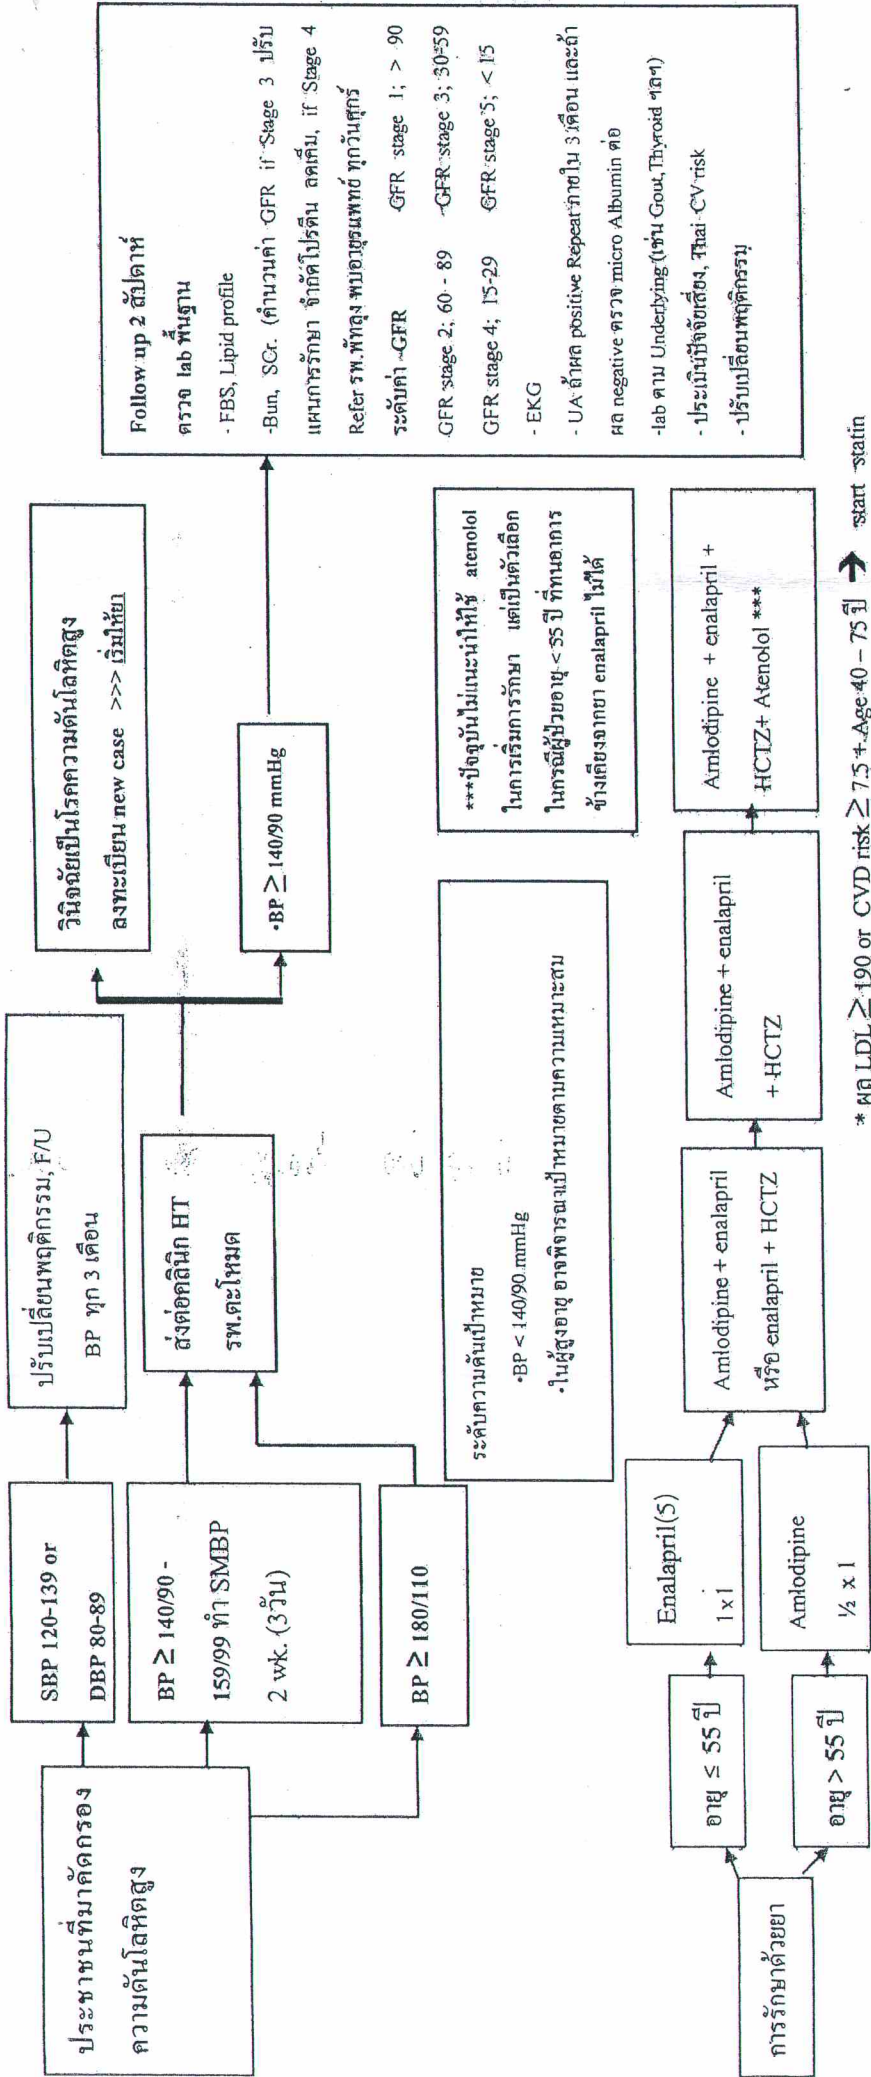 ประชาชนที่มาคัดกรอง
ความดันโลหิตสูง
SBP 120-139 or
DBP 80-89
ปรับเปลี่ยนพฤติกรรม, F/U
BP ทุก 3 เดือน
BP ≥ 140/90 -
159/99 ทำ SMBP
2 wk. (3วัน)
BP ≥ 180/110
ส่งต่อคลินิก HT
รพ.ตะโหมด
วินิจฉัยเป็นโรคความดันโลหิตสูง
ลงทะเบียน new case >>> เริ่มให้ยา
•BP ≥ 140/90 mmHg
Follow up 2 สัปดาห์
ตรวจ lab พื้นฐาน
- FBS, Lipid profile
-Bun, SCr. (คำนวนค่า GFR if Stage 3 ปรับ
แผนการรักษา จำกัดโปรตีน ลดเค็ม, if Stage 4
Refer รพ.พัทลุง พบอายุรแพทย์ ทุกวันศุกร์
ระดับค่า GFR GFR stage 1; > 90
GFR stage 2; 60 - 89 GFR stage 3; 30-59
GFR stage 4; 15-29 GFR stage 5; < 15
- EKG
- UA ถ้าผล positive Repeat ภายใน 3 เดือน และถ้า
ผล negative ตรวจ micro Albumin ต่อ
-lab ตาม Underlying (เช่น Gout,Thyroid ฯลฯ)
- ประเมินปัจจัยเสี่ยง, Thai CV risk
- ปรับเปลี่ยนพฤติกรรม
ระดับความดันเป้าหมาย
•BP < 140/90 mmHg
•ในผู้สูงอายุ อาจพิจารณาเป้าหมายตามความเหมาะสม
***ปัจจุบันไม่แนะนำให้ใช้ atenolol
ในการเริ่มการรักษา แต่เป็นตัวเลือก
ในกรณีผู้ป่วยอายุ < 55 ปี ที่ทนอาการ
ข้างเคียงจากยา enalapril ไม่ได้
การรักษาด้วยยา
อายุ ≤ 55 ปี
Enalapril(5)
1x1
อายุ > 55 ปี
Amlodipine
½ x 1
Amlodipine + enalapril
หรือ enalapril + HCTZ
Amlodipine + enalapril
+ HCTZ
Amlodipine + enalapril +
HCTZ+ Atenolol ***
* ผล LDL ≥ 190 or CVD risk ≥ 7.5 + Age 40 – 75 ปี ➔ start statin